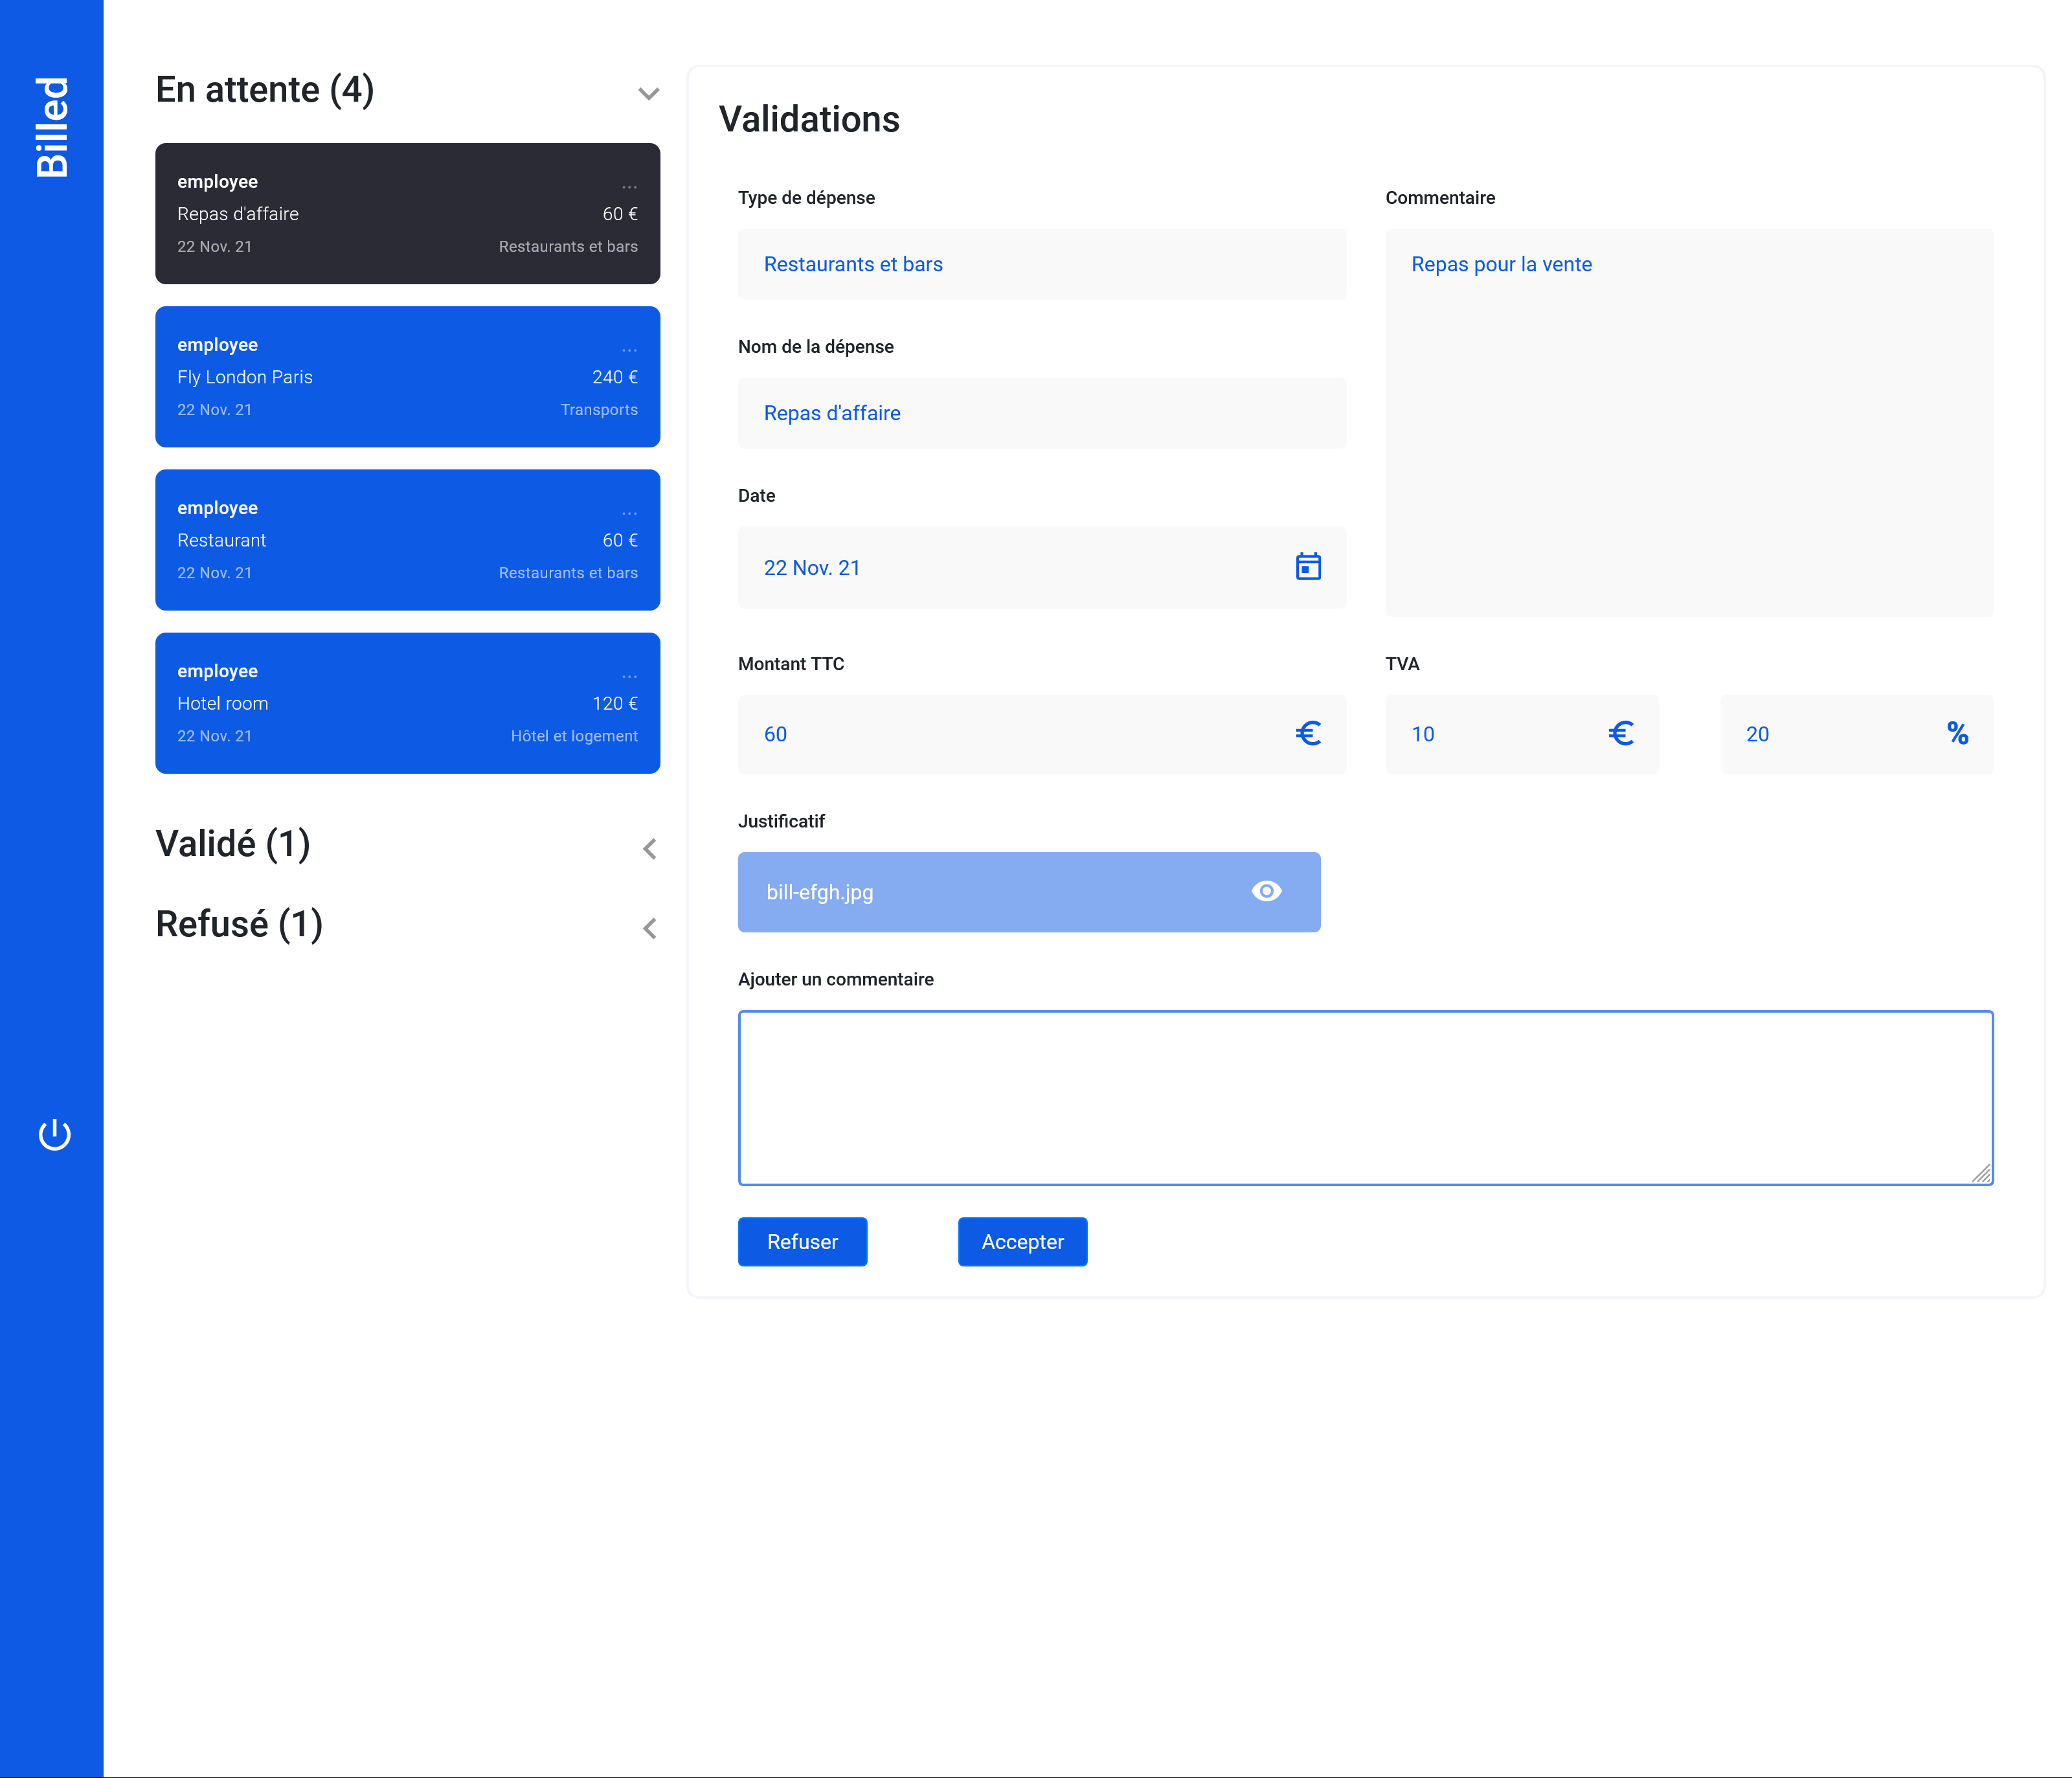 Billed
En attente (4)
employee
...
Repas d'affaire 60 €
22 Nov. 21 Restaurants et bars
employee
...
Fly London Paris 240 €
22 Nov. 21 Transports
employee
...
Restaurant 60 €
22 Nov. 21 Restaurants et bars
employee
...
Hotel room 120 €
22 Nov. 21 Hôtel et logement
Validé (1)
Refusé (1)
Validations
Type de dépense
Restaurants et bars
Nom de la dépense
Repas d'affaire
Date
22 Nov. 21
Commentaire
Repas pour la vente
Montant TTC
60 €
TVA
10 €
20 %
Justificatif
bill-efgh.jpg
Ajouter un commentaire
Refuser
Accepter